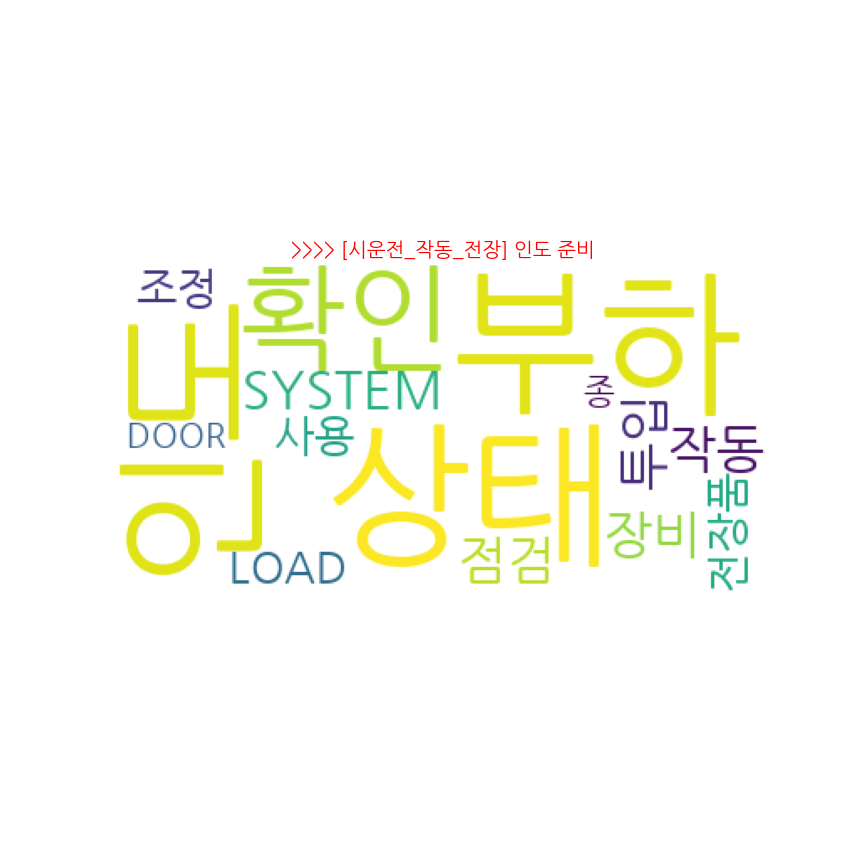 >>>> [시운전_작동_전장] 인도 준비
조정
확인
부하
인도
SYSTEM
종
DOOR
사용
투입
작동
상태
전장품
장비
LOAD
점검